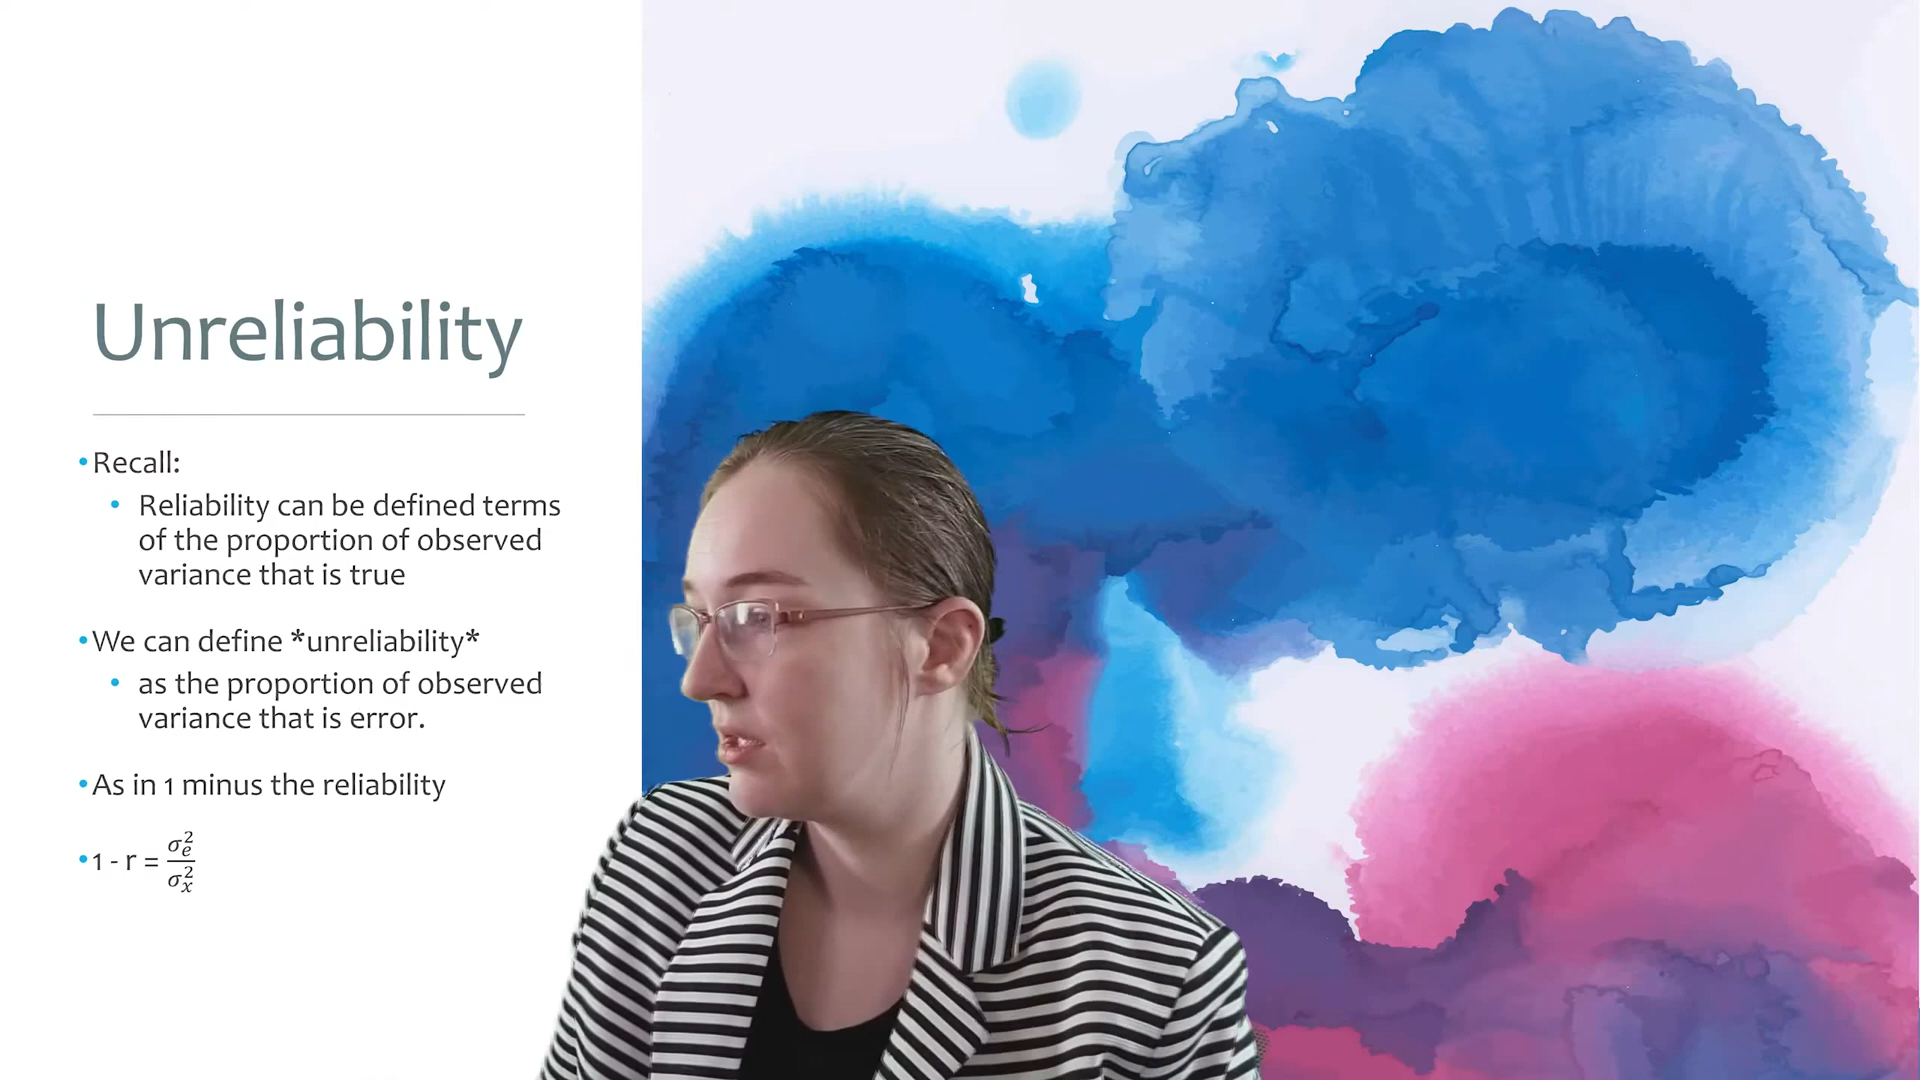 Unreliability
•Recall:
• Reliability can be defined terms
of the proportion of observed
variance that is true
•We can define *unreliability*
• as the proportion of observed
variance that is error.
•As in 1 minus the reliability
•1 - r = σ²ₑ/σ²ₓ